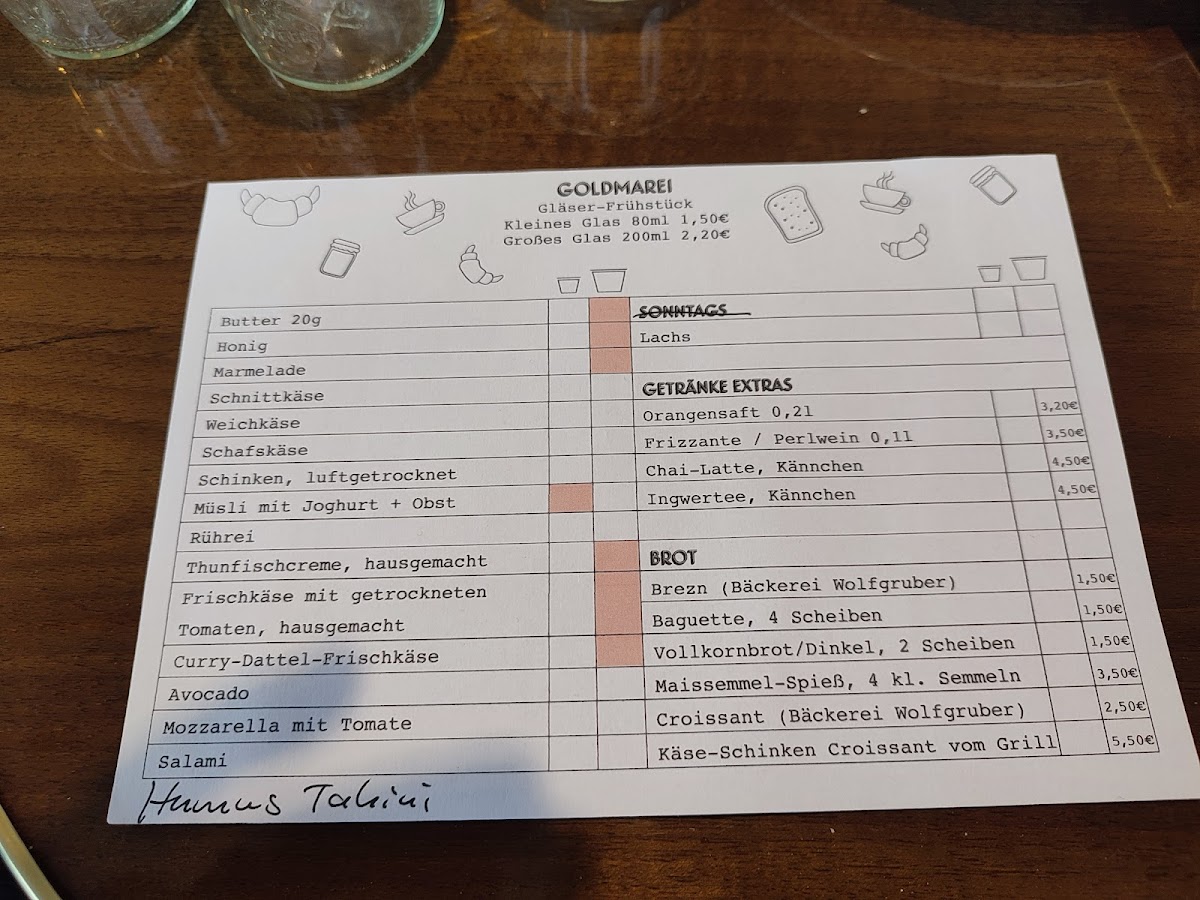 GOLDMAREI
Gläser-Frühstück
Kleines Glas 80ml 1,50€
Großes Glas 200ml 2,20€
Butter 20g
Honig
Marmelade
Schnittkäse
Weichkäse
Schafskäse
Schinken, luftgetrocknet
Müsli mit Joghurt + Obst
Rührei
Thunfischcreme, hausgemacht
Frischkäse mit getrockneten
Tomaten, hausgemacht
Curry-Dattel-Frischkäse
Avocado
Mozzarella mit Tomate
Salami
Humus Tahini
SONNTAGS
Lachs
GETRÄNKE EXTRAS
Orangensaft 0,2l 3,20€
Frizzante / Perlwein 0,1l 3,50€
Chai-Latte, Kännchen 4,50€
Ingwertee, Kännchen 4,50€
BROT
Brezn (Bäckerei Wolfgruber) 1,50€
Baguette, 4 Scheiben 1,50€
Vollkornbrot/Dinkel, 2 Scheiben 1,50€
Maissemmel-Spieß, 4 kl. Semmeln 3,50€
Croissant (Bäckerei Wolfgruber) 2,50€
Käse-Schinken Croissant vom Grill 5,50€